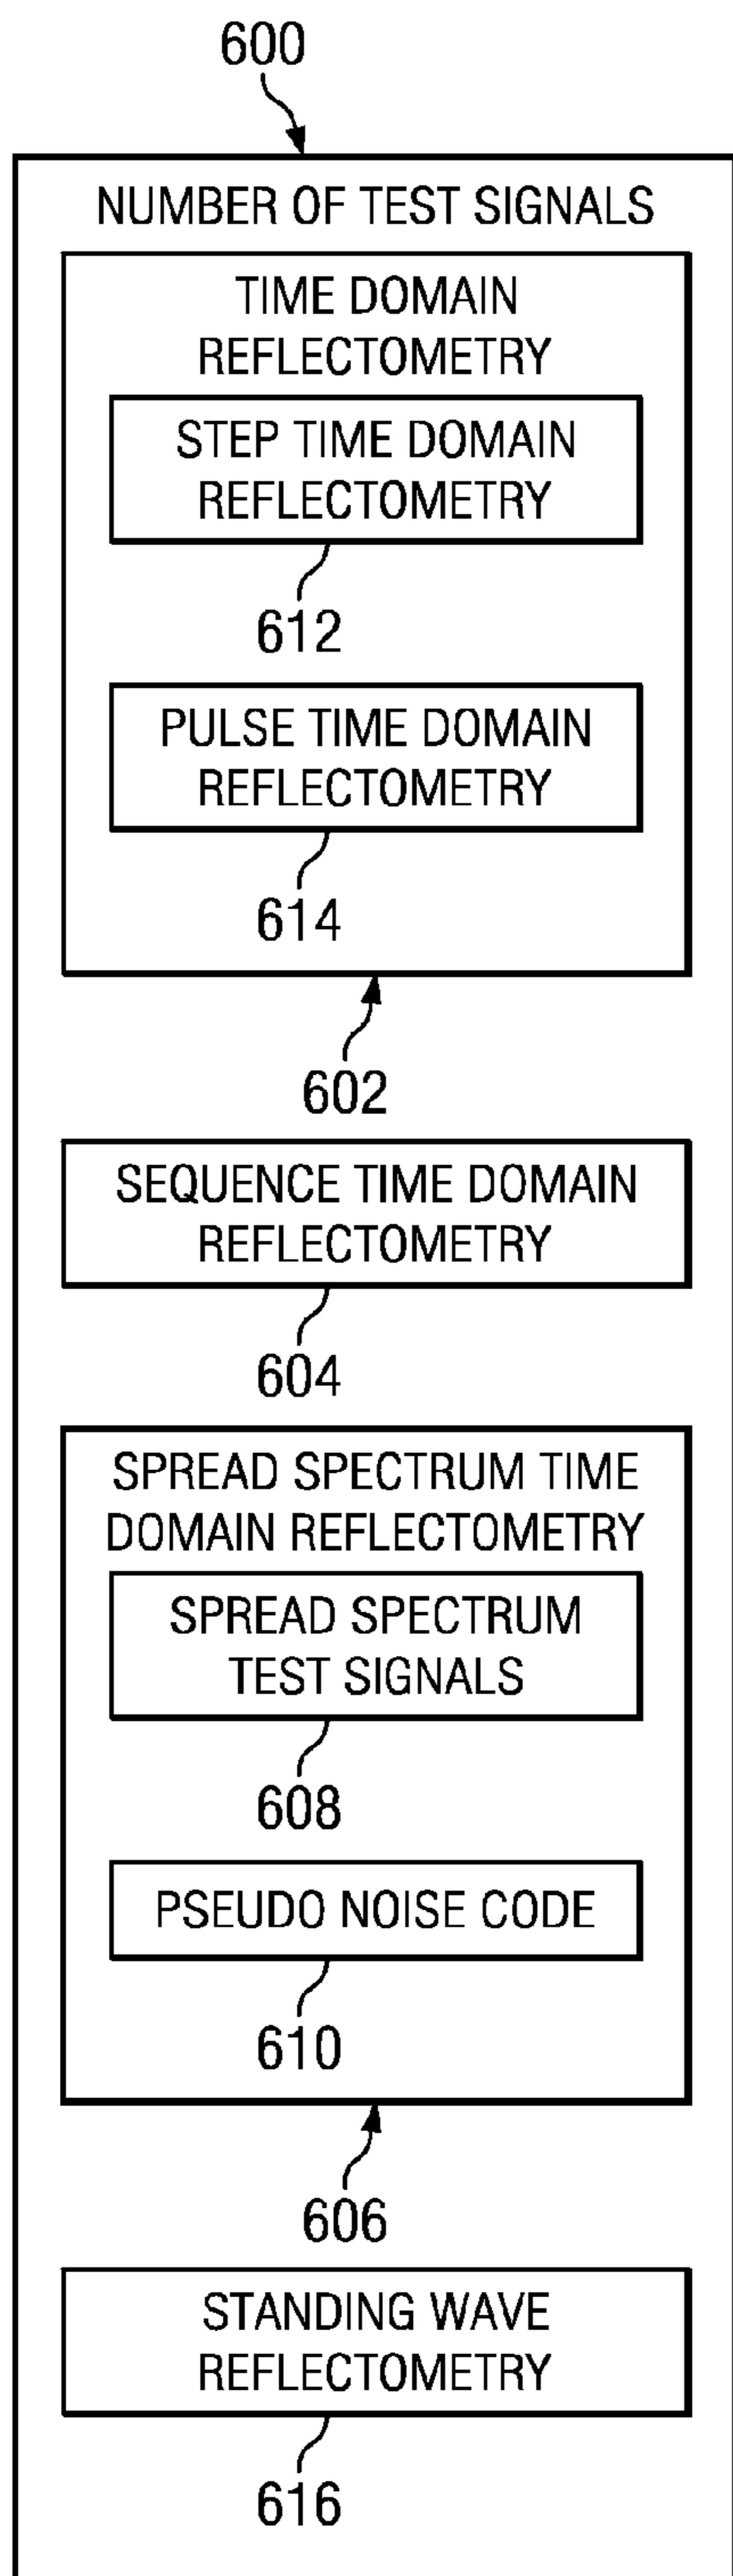 600
NUMBER OF TEST SIGNALS
TIME DOMAIN
REFLECTOMETRY
STEP TIME DOMAIN
REFLECTOMETRY
612
PULSE TIME DOMAIN
REFLECTOMETRY
614
602
SEQUENCE TIME DOMAIN
REFLECTOMETRY
604
SPREAD SPECTRUM TIME
DOMAIN REFLECTOMETRY
SPREAD SPECTRUM
TEST SIGNALS
608
PSEUDO NOISE CODE
610
606
STANDING WAVE
REFLECTOMETRY
616